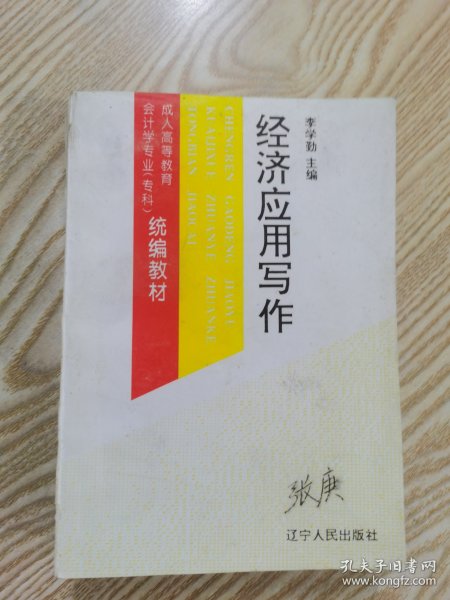 李学勤 主编
经济应用写作
CHENGREN GAODENG JIAOYU
KUAIJIXUE ZHUANYE ZHUANKE
TONGBIAN JIAOCAI
成人高等教育
会计学专业(专科)
统编教材
张庚
辽宁人民出版社
孔夫子旧书网
www.kongfz.com